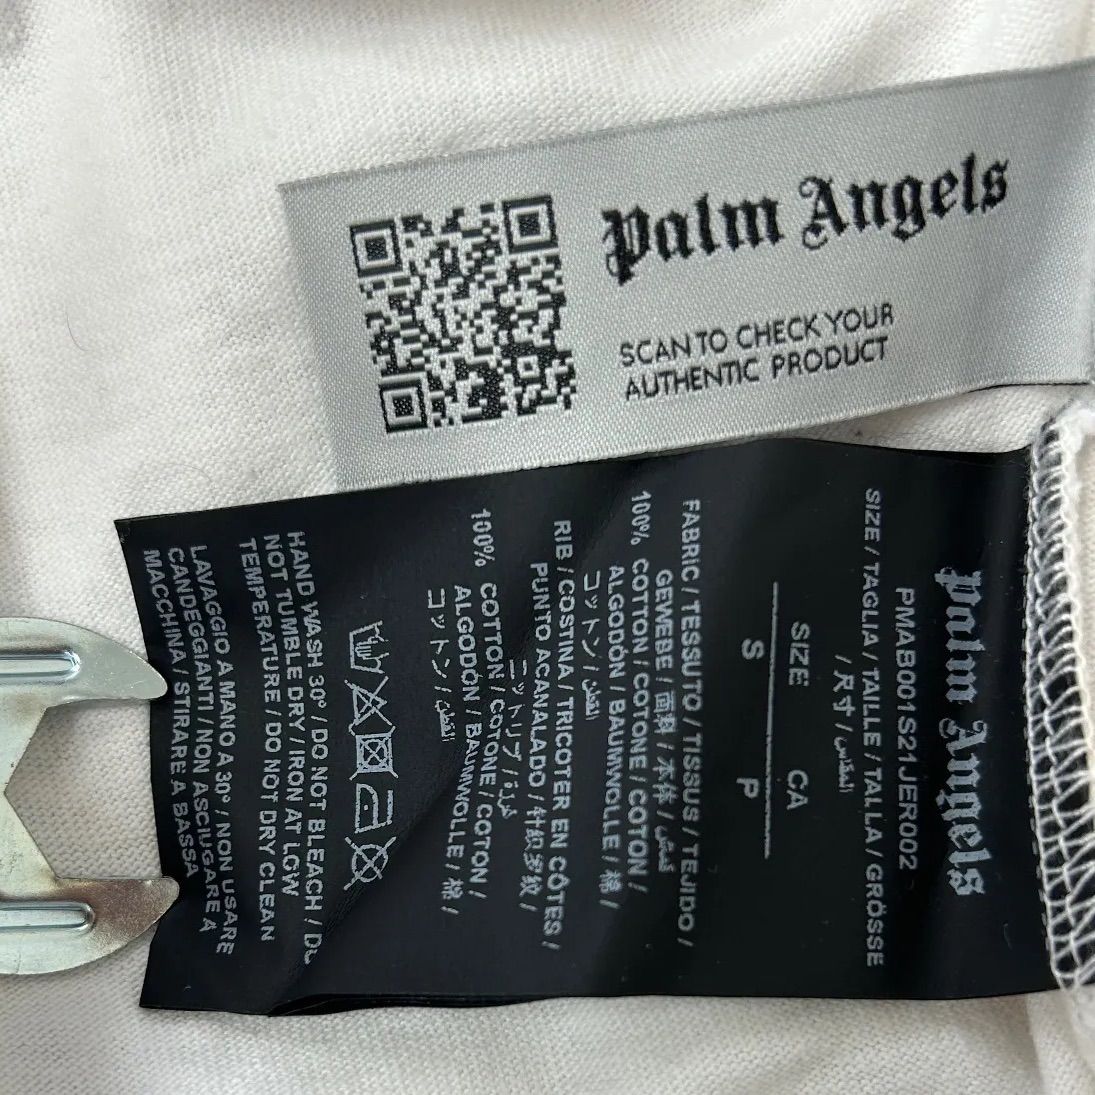 Palm Angels
SCAN TO CHECK YOUR
AUTHENTIC PRODUCT
Palm Angels
PMAB001S21JER002
SIZE / TAGLIA / TAILLE / TALLA / GRÖSSE
/ 尺寸 / المقاس
SIZE CA
S P
FABRIC / TESSUTO / TISSUS / TEJIDO /
GEWEBE / 面料 / 本体 / قميص
100% COTTON / COTONE / COTON /
ALGODÓN / BAUMWOLLE / 棉 /
コットン / القطن
RIB / COSTINA / TRICOTER EN CÔTES /
PUNTO ACANALADO / 针织罗纹 /
ニットリブ / غرزة
100% COTTON / COTONE / COTON /
ALGODÓN / BAUMWOLLE / 棉 /
コットン / القطن
HAND WASH 30° / DO NOT BLEACH / DO
NOT TUMBLE DRY / IRON AT LOW
TEMPERATURE / DO NOT DRY CLEAN
LAVAGGIO A MANO A 30° / NON USARE
CANDEGGIANTI / NON ASCIUGARE A
MACCHINA / STIRARE A BASSA